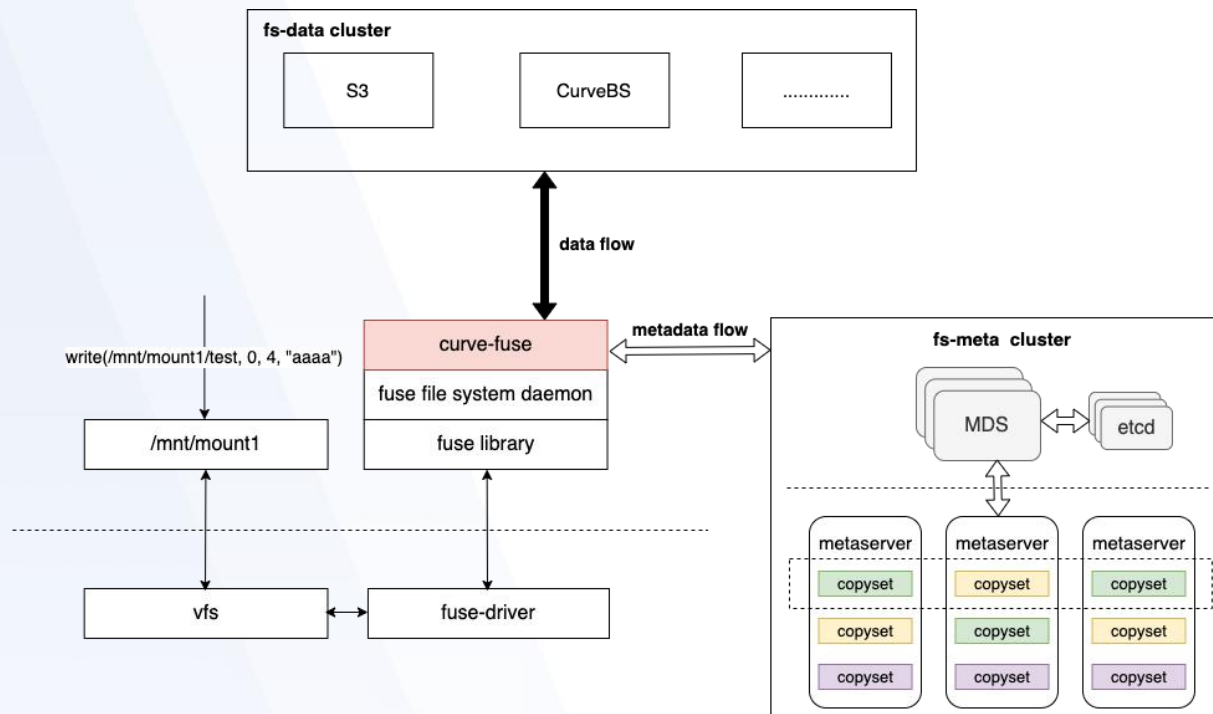 fs-data cluster
S3
CurveBS
.............
data flow
metadata flow
write(/mnt/mount1/test, 0, 4, "aaaa")
/mnt/mount1
vfs
curve-fuse
fuse file system daemon
fuse library
fuse-driver
fs-meta cluster
MDS
etcd
metaserver
metaserver
metaserver
copyset
copyset
copyset
copyset
copyset
copyset
copyset
copyset
copyset